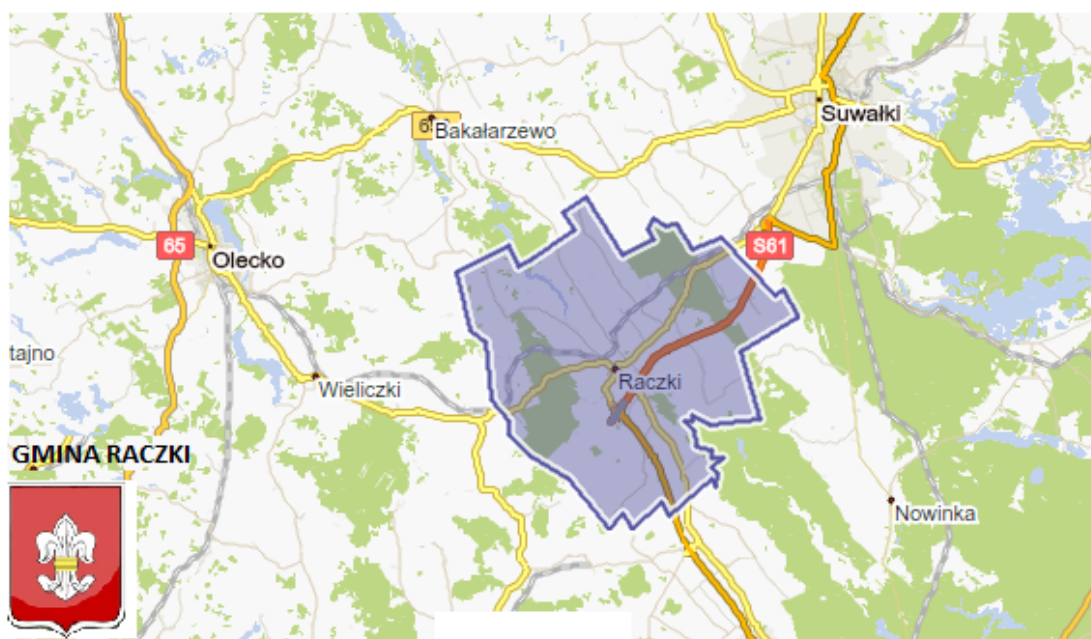 Suwałki
Bakałarzewo
65
Olecko
S61
tajno
Wieliczki
Raczki
GMINA RACZKI
Nowinka